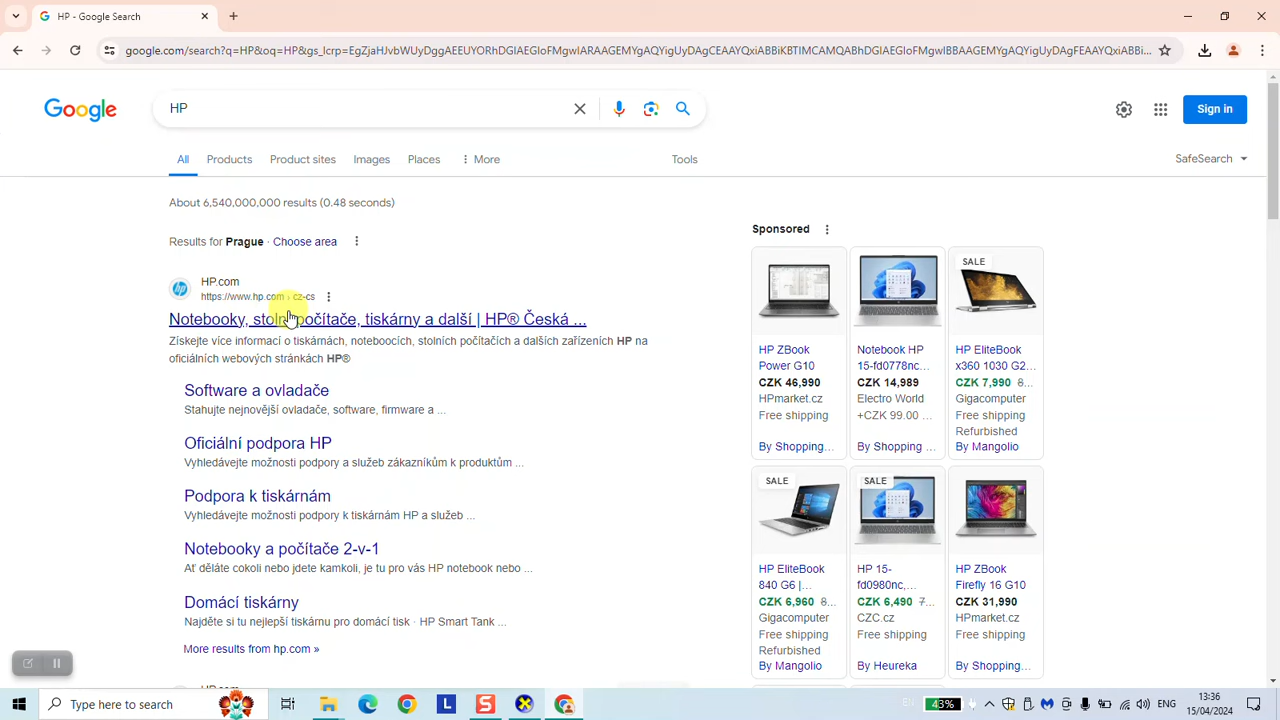 HP - Google Search
google.com/search?q=HP&oq=HP&gs_lcrp=EgZjaHJvbWUyDggAEEUYORhDGIAEGIoFMgwIARAAGEMYgAQYigUyDAgCEAAYQxiABBiKBTIMCAMQABhDGIAEGIoFMgwIBBAAGEMYgAQYigUyDAgFEAAYQxiABBi...
Google
HP
Sign in
All
Products
Product sites
Images
Places
More
Tools
SafeSearch
About 6,540,000,000 results (0.48 seconds)
Results for Prague · Choose area
HP.com
https://www.hp.com › cz-cs
Notebooky, stolní počítače, tiskárny a další | HP® Česká ...
Získejte více informací o tiskárnách, noteboocích, stolních počítačích a dalších zařízeních HP na
oficiálních webových stránkách HP®
Software a ovladače
Stahujte nejnovější ovladače, software, firmware a ...
Oficiální podpora HP
Vyhledávejte možnosti podpory a služeb zákazníkům k produktům ...
Podpora k tiskárnám
Vyhledávejte možnosti podpory k tiskárnám HP a služeb ...
Notebooky a počítače 2-v-1
Ať děláte cokoli nebo jdete kamkoli, je tu pro vás HP notebook nebo ...
Domácí tiskárny
Najděte si tu nejlepší tiskárnu pro domácí tisk · HP Smart Tank ...
More results from hp.com »
Sponsored
HP ZBook
Power G10
CZK 46,990
HPmarket.cz
Free shipping
By Shopping...
Notebook HP
15-fd0778nc...
CZK 14,989
Electro World
+CZK 99.00 ...
By Shopping ...
SALE
HP EliteBook
x360 1030 G2...
CZK 7,990 8...
Gigacomputer
Free shipping
Refurbished
By Mangolio
SALE
HP EliteBook
840 G6 |...
CZK 6,960 8...
Gigacomputer
Free shipping
Refurbished
By Mangolio
SALE
HP 15-
fd0980nc,...
CZK 6,490 7...
CZC.cz
Free shipping
By Heureka
HP ZBook
Firefly 16 G10
CZK 31,990
HPmarket.cz
Free shipping
By Shopping...
Type here to search
L
S
X
EN
43%
ENG
13:36
15/04/2024